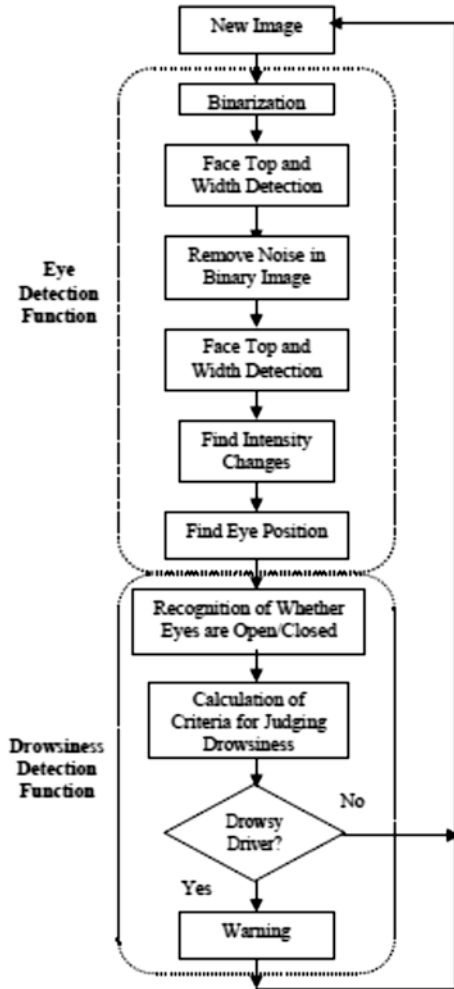 New Image
Binarization
Face Top and
Width Detection
Remove Noise in
Binary Image
Eye
Detection
Function
Face Top and
Width Detection
Find Intensity
Changes
Find Eye Position
Recognition of Whether
Eyes are Open/Closed
Calculation of
Criteria for Judging
Drowsiness
Drowsiness
Detection
Function
Drowsy
Driver?
No
Yes
Warning